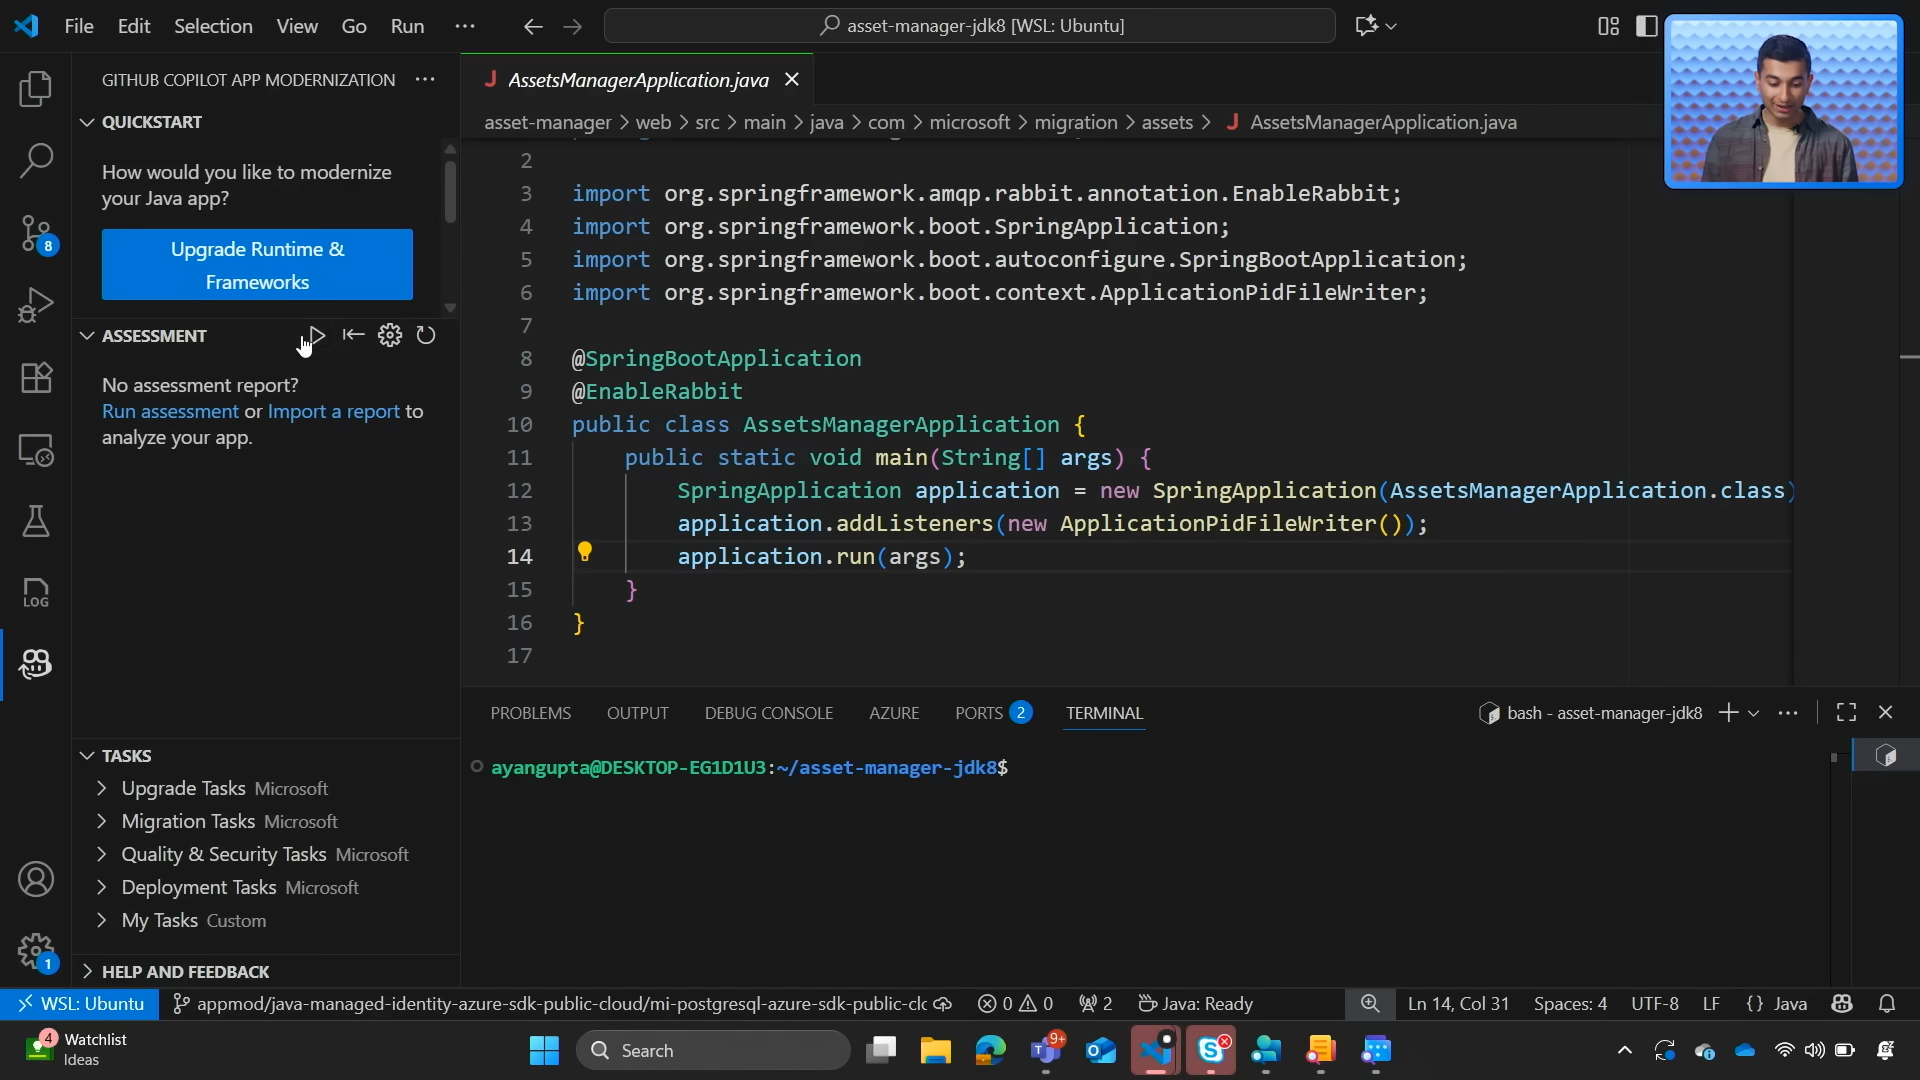 File Edit Selection View Go Run
asset-manager-jdk8 [WSL: Ubuntu]
GITHUB COPILOT APP MODERNIZATION
QUICKSTART
How would you like to modernize
your Java app?
Upgrade Runtime &
Frameworks
ASSESSMENT
No assessment report?
Run assessment or Import a report to
analyze your app.
TASKS
Upgrade Tasks Microsoft
Migration Tasks Microsoft
Quality & Security Tasks Microsoft
Deployment Tasks Microsoft
My Tasks Custom
HELP AND FEEDBACK
8
LOG
1
J AssetsManagerApplication.java
asset-manager > web > src > main > java > com > microsoft > migration > assets > J AssetsManagerApplication.java
2
3 import org.springframework.amqp.rabbit.annotation.EnableRabbit;
4 import org.springframework.boot.SpringApplication;
5 import org.springframework.boot.autoconfigure.SpringBootApplication;
6 import org.springframework.boot.context.ApplicationPidFileWriter;
7
8 @SpringBootApplication
9 @EnableRabbit
10 public class AssetsManagerApplication {
11 public static void main(String[] args) {
12 SpringApplication application = new SpringApplication(AssetsManagerApplication.class)
13 application.addListeners(new ApplicationPidFileWriter());
14 application.run(args);
15 }
16 }
17
PROBLEMS OUTPUT DEBUG CONSOLE AZURE PORTS 2 TERMINAL
bash - asset-manager-jdk8
ayangupta@DESKTOP-EG1D1U3:~/asset-manager-jdk8$
WSL: Ubuntu appmod/java-managed-identity-azure-sdk-public-cloud/mi-postgresql-azure-sdk-public-clc 0 0 2 Java: Ready Ln 14, Col 31 Spaces: 4 UTF-8 LF {} Java
4
Watchlist
Ideas
Search
9+